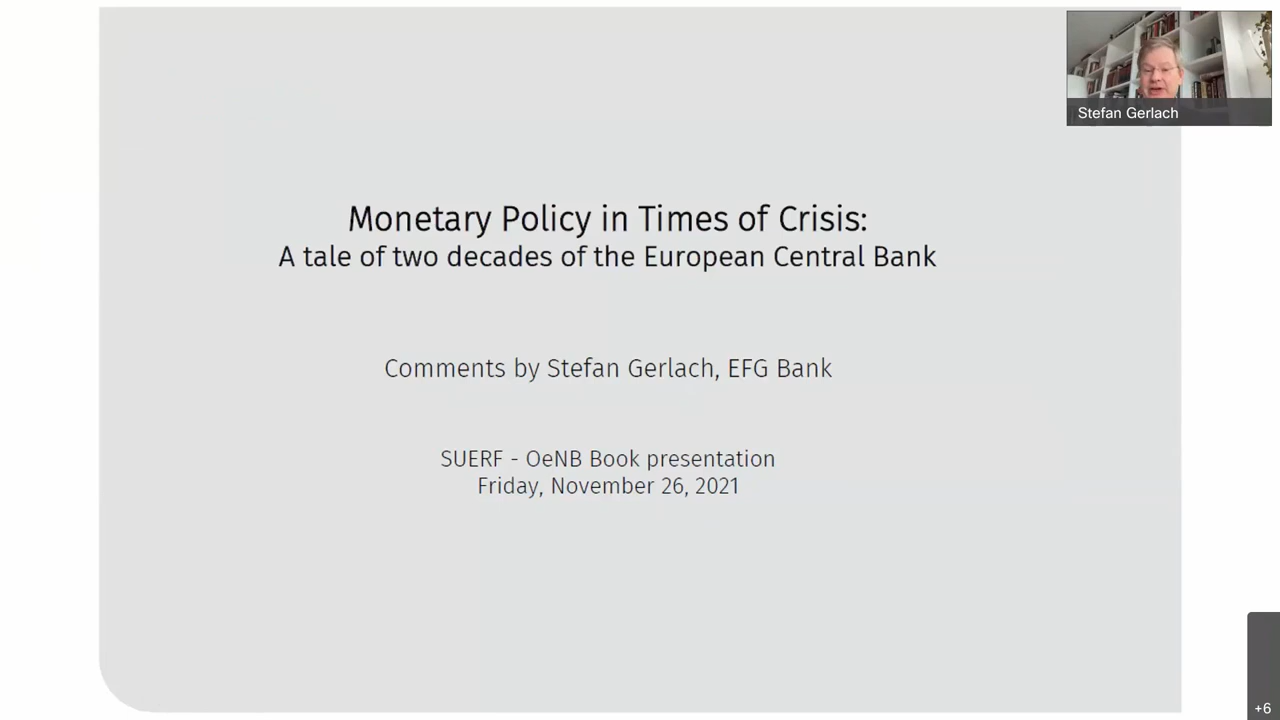 Stefan Gerlach
Monetary Policy in Times of Crisis:
A tale of two decades of the European Central Bank
Comments by Stefan Gerlach, EFG Bank
SUERF - OeNB Book presentation
Friday, November 26, 2021
+6